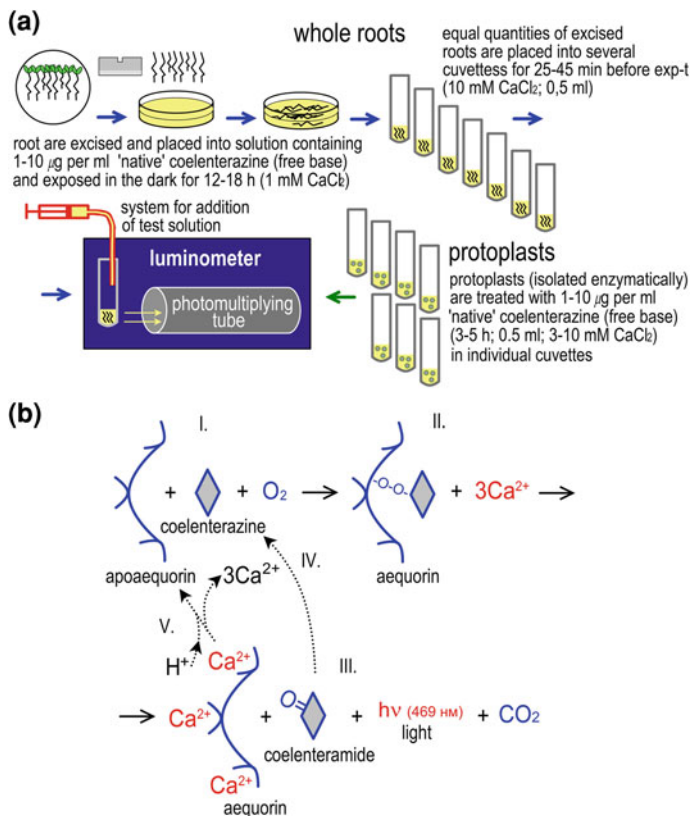 (a)
whole roots
equal quantities of excised
roots are placed into several
cuvettess for 25-45 min before exp-t
(10 mM CaCl₂; 0,5 ml)
root are excised and placed into solution containing
1-10 μg per ml 'native' coelenterazine (free base)
and exposed in the dark for 12-18 h (1 mM CaCl₂)
system for addition
of test solution
luminometer
photomultiplying
tube
protoplasts
protoplasts (isolated enzymatically)
are treated with 1-10 μg per ml
'native' coelenterazine (free base)
(3-5 h; 0.5 ml; 3-10 mM CaCl₂)
in individual cuvettes
(b)
I.
II.
+ + O₂
-O-O-
+ 3Ca²⁺
coelenterazine
apoaequorin
aequorin
3Ca²⁺
IV.
V.
H⁺
Ca²⁺
III.
Ca²⁺
+ O= + hν (469 нм) + CO₂
light
coelenteramide
Ca²⁺
aequorin